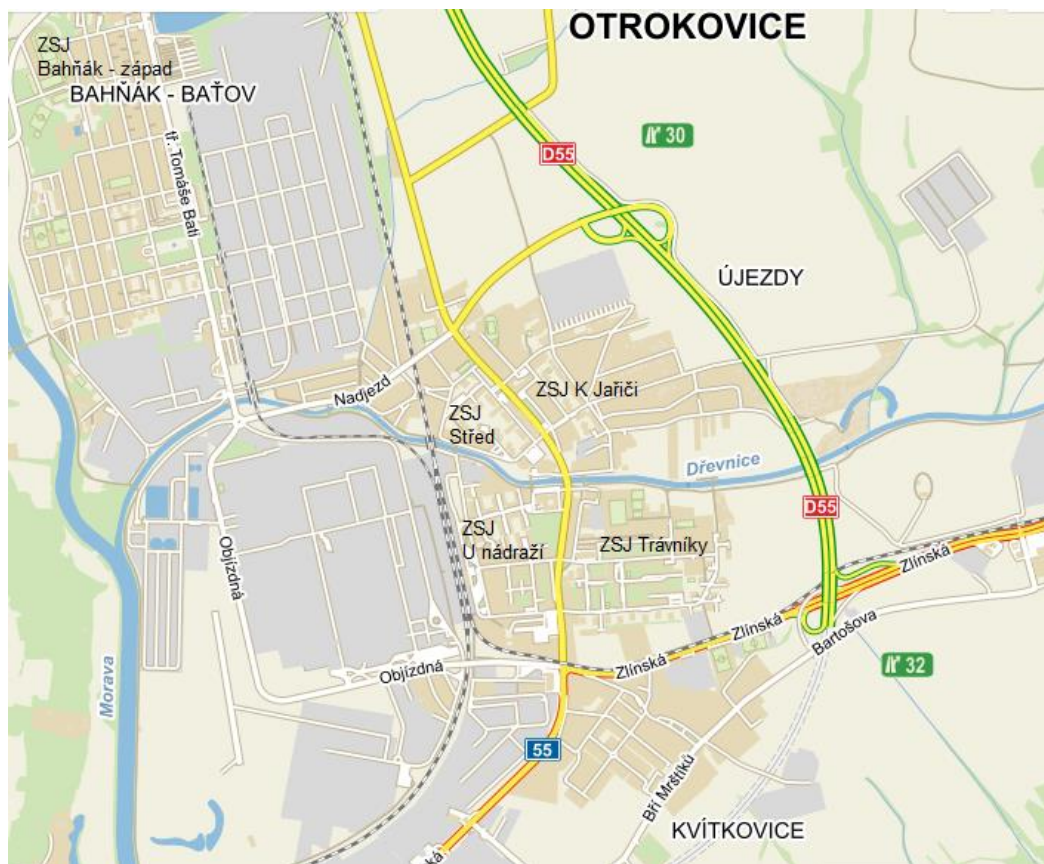 OTROKOVICE
ZSJ
Bahňák - západ
BAHŇÁK - BAŤOV
tř. Tomáše Bati
30
D55
ÚJEZDY
Nadjezd
ZSJ K Jařiči
ZSJ
Střed
Dřevnice
D55
ZSJ
U nádraží
ZSJ Trávníky
Objízdná
Zlínská
Zlínská
Bartošova
Zlínská
32
Objízdná
Morava
55
Bří Mrštíků
KVÍTKOVICE
ká